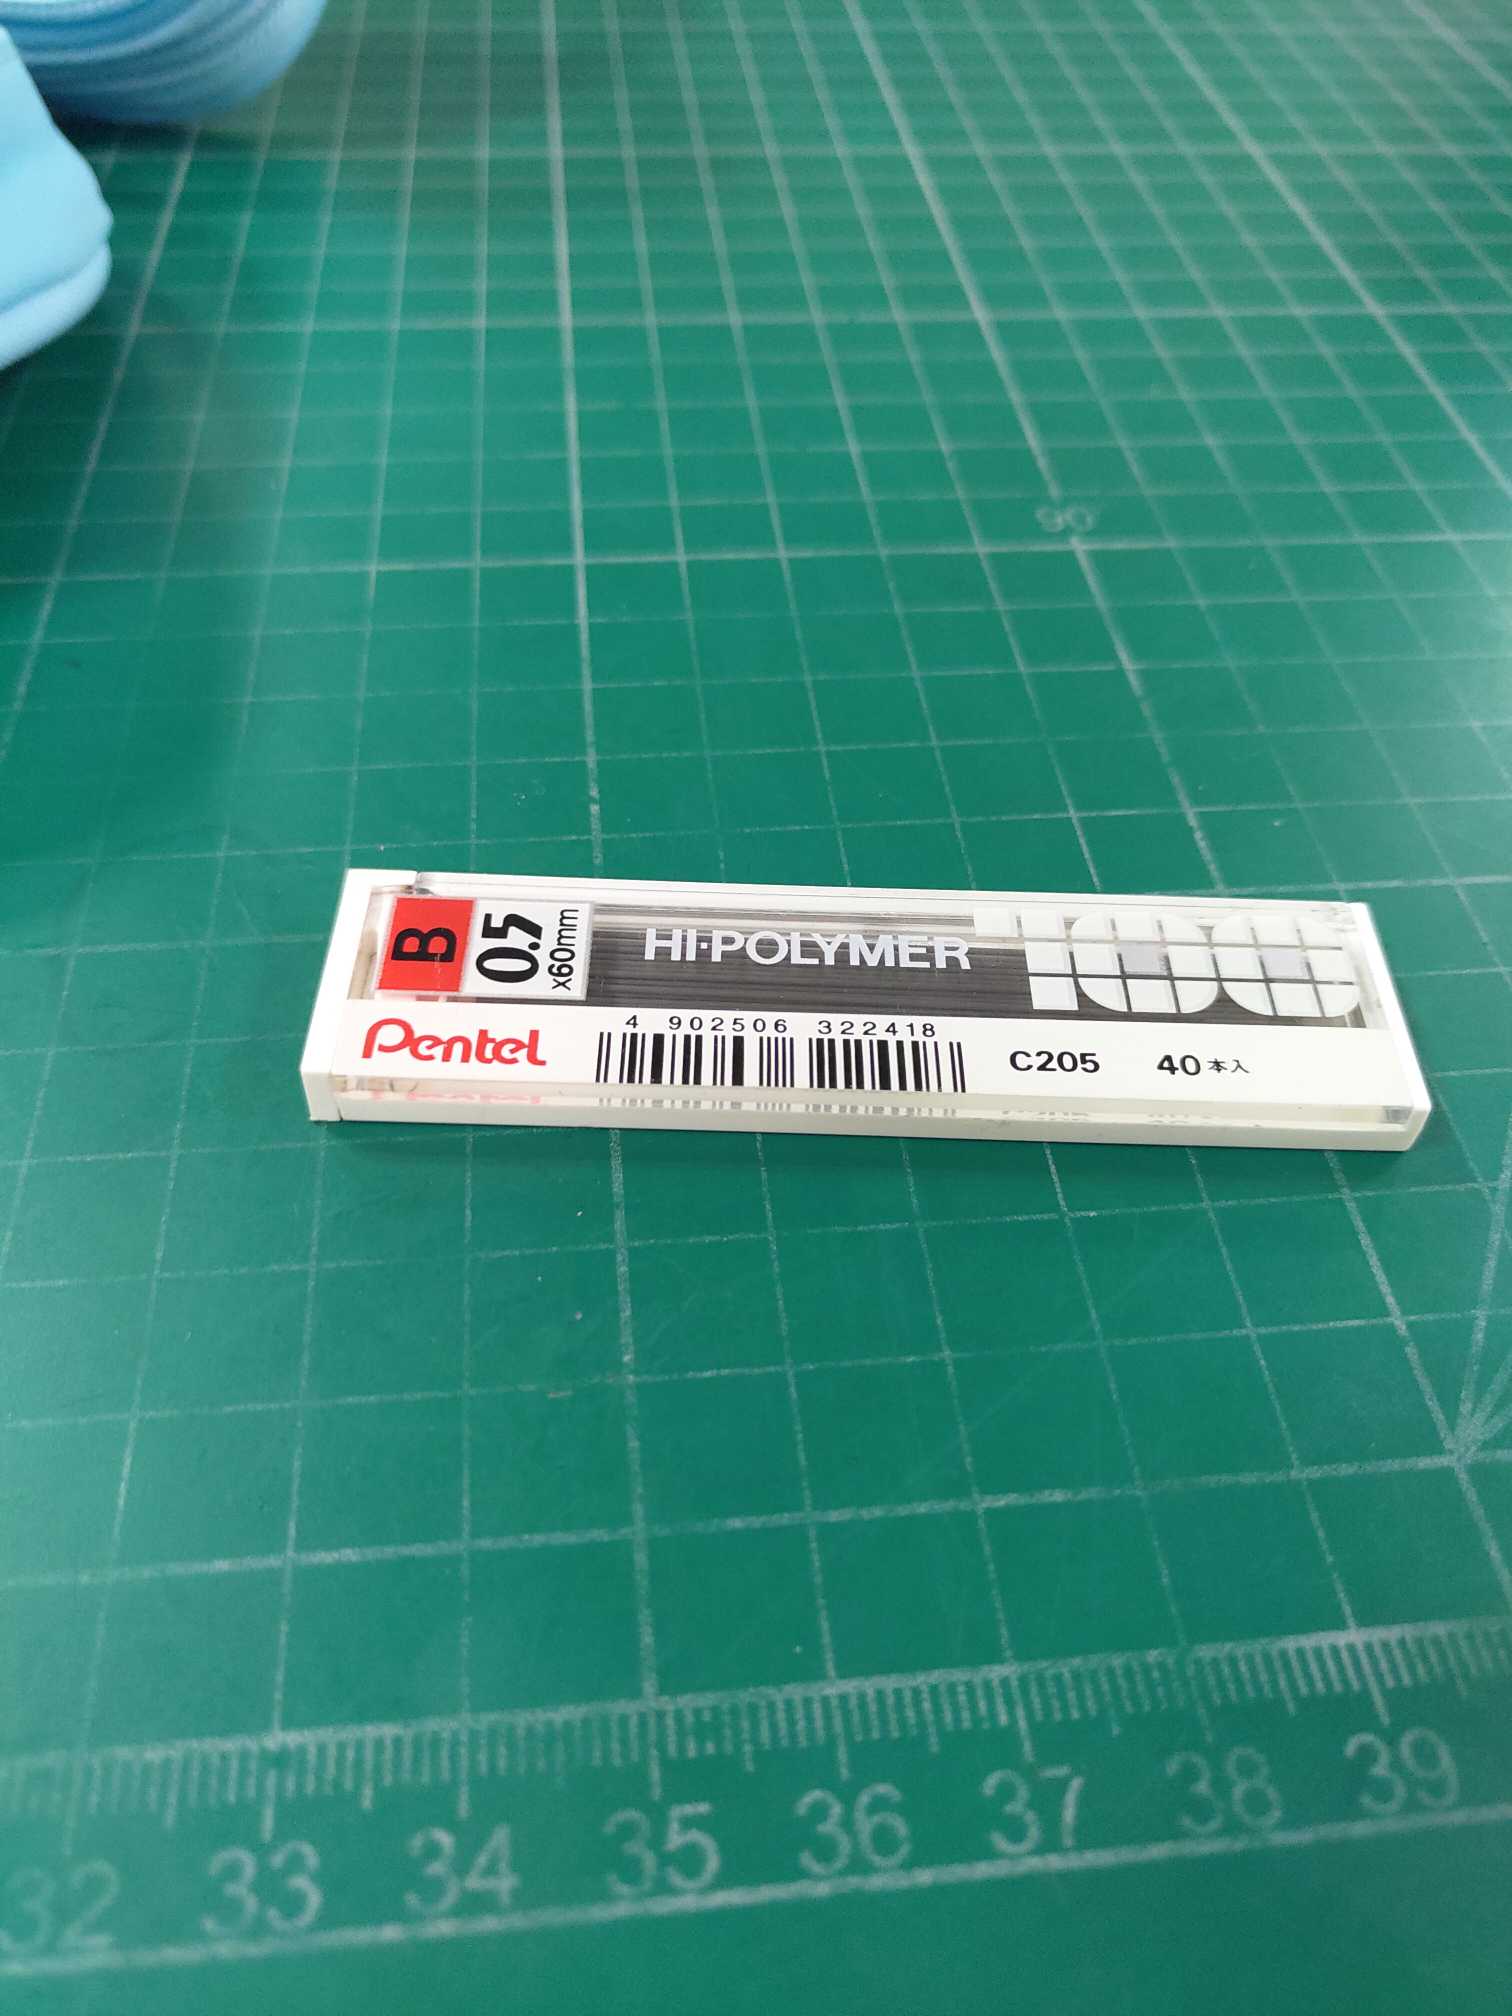 90°
B
0.5
x60mm
HI-POLYMER
100
Pentel
4 902506 322418
C205 40本入
32 33 34 35 36 37 38 39